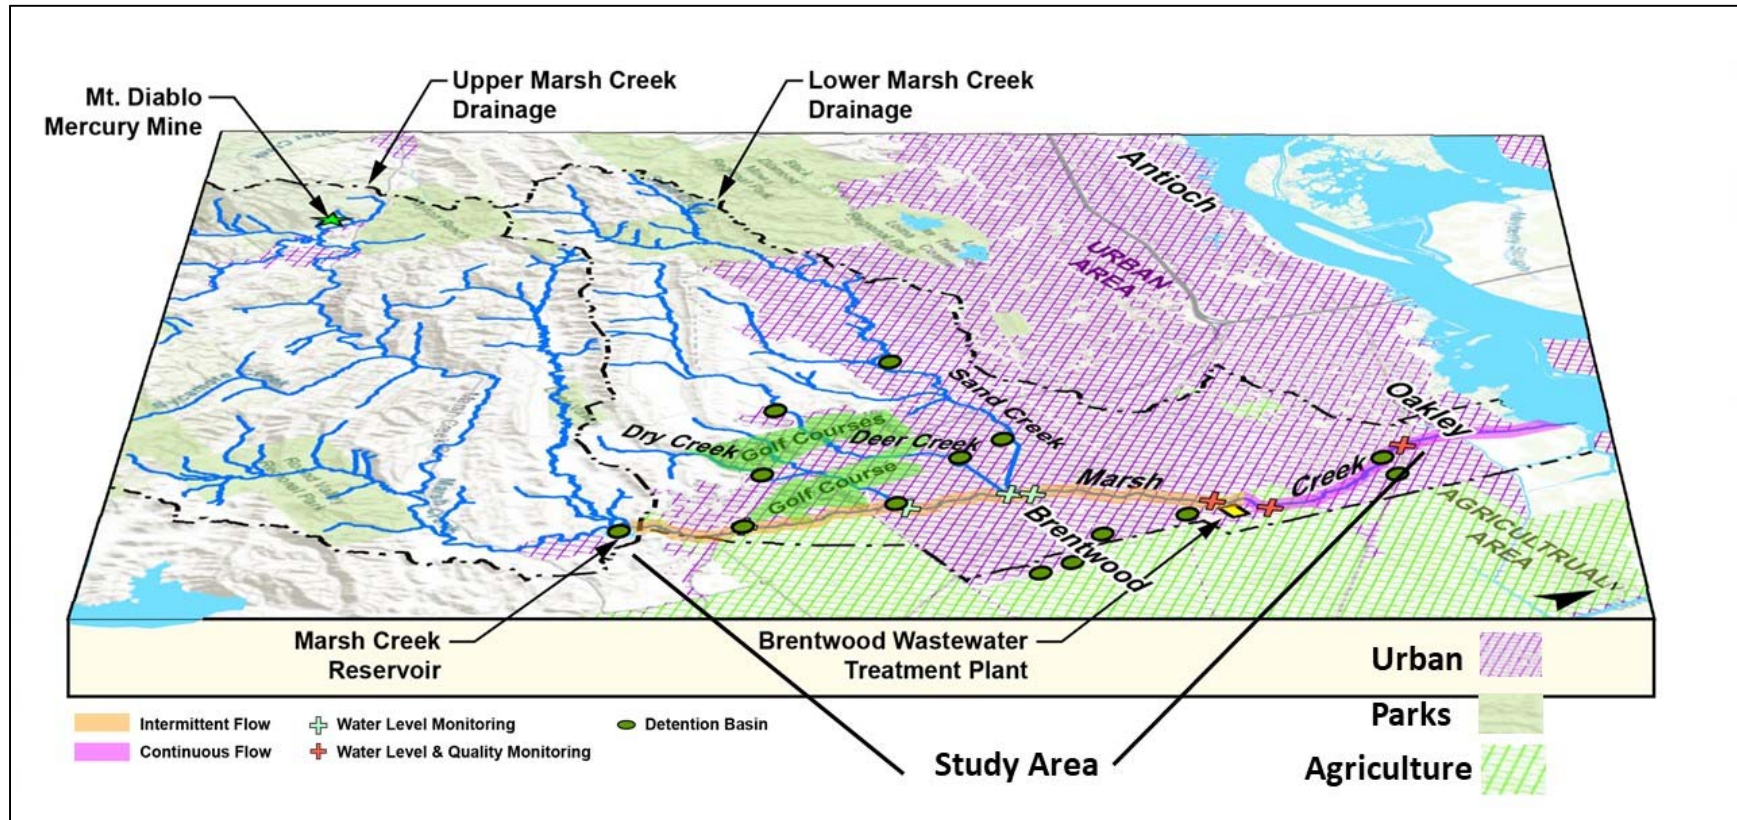 Upper Marsh Creek
Drainage
Lower Marsh Creek
Drainage
Mt. Diablo
Mercury Mine
Antioch
URBAN
AREA
Oakley
Sand Creek
Dry Creek
Golf Courses
Deer Creek
Golf Course
Marsh
Creek
Brentwood
AGRICULTRUAL
AREA
Marsh Creek
Reservoir
Brentwood Wastewater
Treatment Plant
Urban
Parks
Agriculture
Intermittent Flow
Continuous Flow
Water Level Monitoring
Water Level & Quality Monitoring
Detention Basin
Study Area